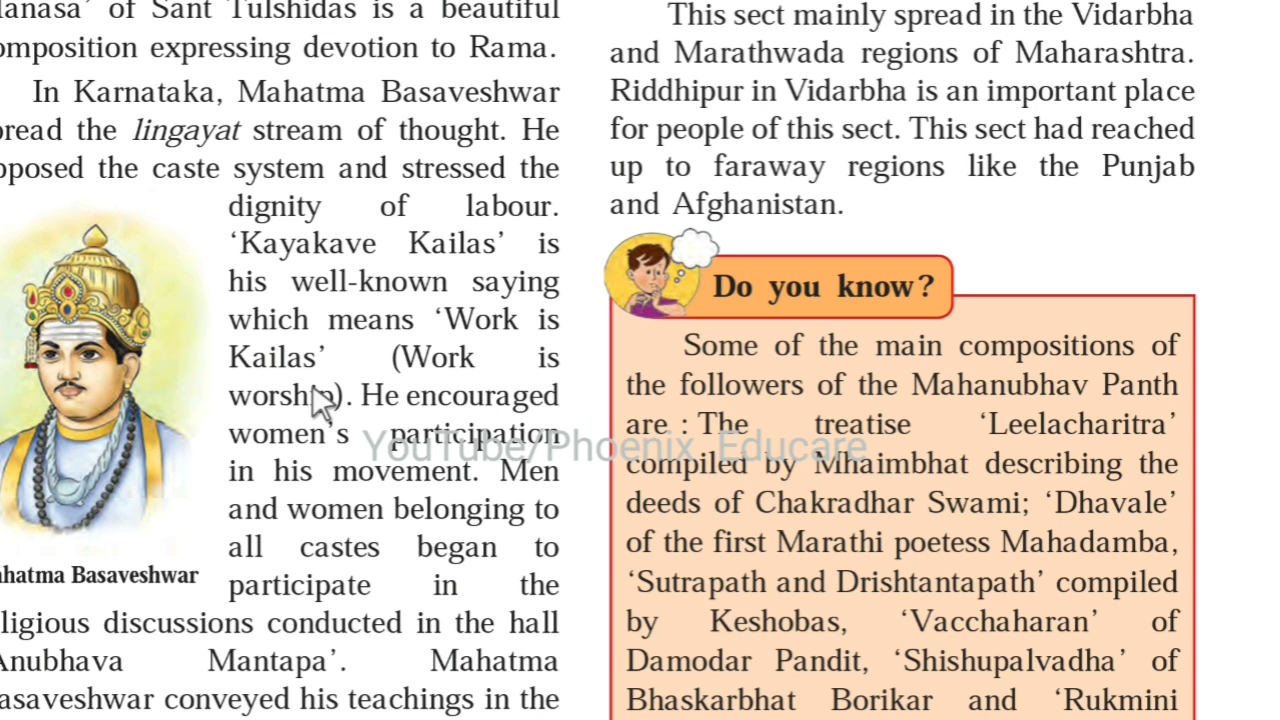 lanasa’ of Sant Tulshidas is a beautiful
omposition expressing devotion to Rama.
In Karnataka, Mahatma Basaveshwar
pread the lingayat stream of thought. He
pposed the caste system and stressed the
dignity of labour.
‘Kayakave Kailas’ is
his well-known saying
which means ‘Work is
Kailas’ (Work is
worship). He encouraged
women’s participation
in his movement. Men
and women belonging to
all castes began to
participate in the
ahatma Basaveshwar
ligious discussions conducted in the hall
Anubhava Mantapa’. Mahatma
asaveshwar conveyed his teachings in the
This sect mainly spread in the Vidarbha
and Marathwada regions of Maharashtra.
Riddhipur in Vidarbha is an important place
for people of this sect. This sect had reached
up to faraway regions like the Punjab
and Afghanistan.
Do you know?
Some of the main compositions of
the followers of the Mahanubhav Panth
are : The treatise ‘Leelacharitra’
compiled by Mhaimbhat describing the
deeds of Chakradhar Swami; ‘Dhavale’
of the first Marathi poetess Mahadamba,
‘Sutrapath and Drishtantapath’ compiled
by Keshobas, ‘Vacchaharan’ of
Damodar Pandit, ‘Shishupalvadha’ of
Bhaskarbhat Borikar and ‘Rukmini
YouTube/Phoenix Educare